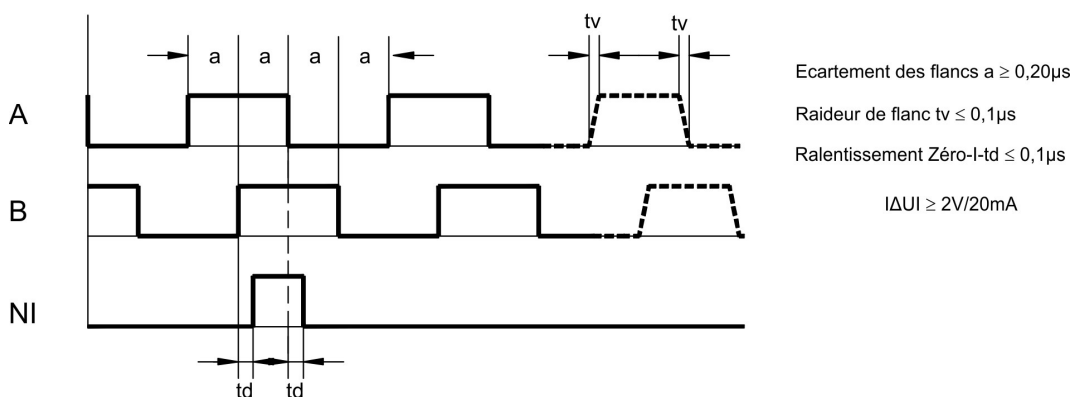 tv tv
a a a a
Ecartement des flancs a ≥ 0,20µs
A
Raideur de flanc tv ≤ 0,1µs
Ralentissement Zéro-I-td ≤ 0,1µs
B
IΔUI ≥ 2V/20mA
NI
td td